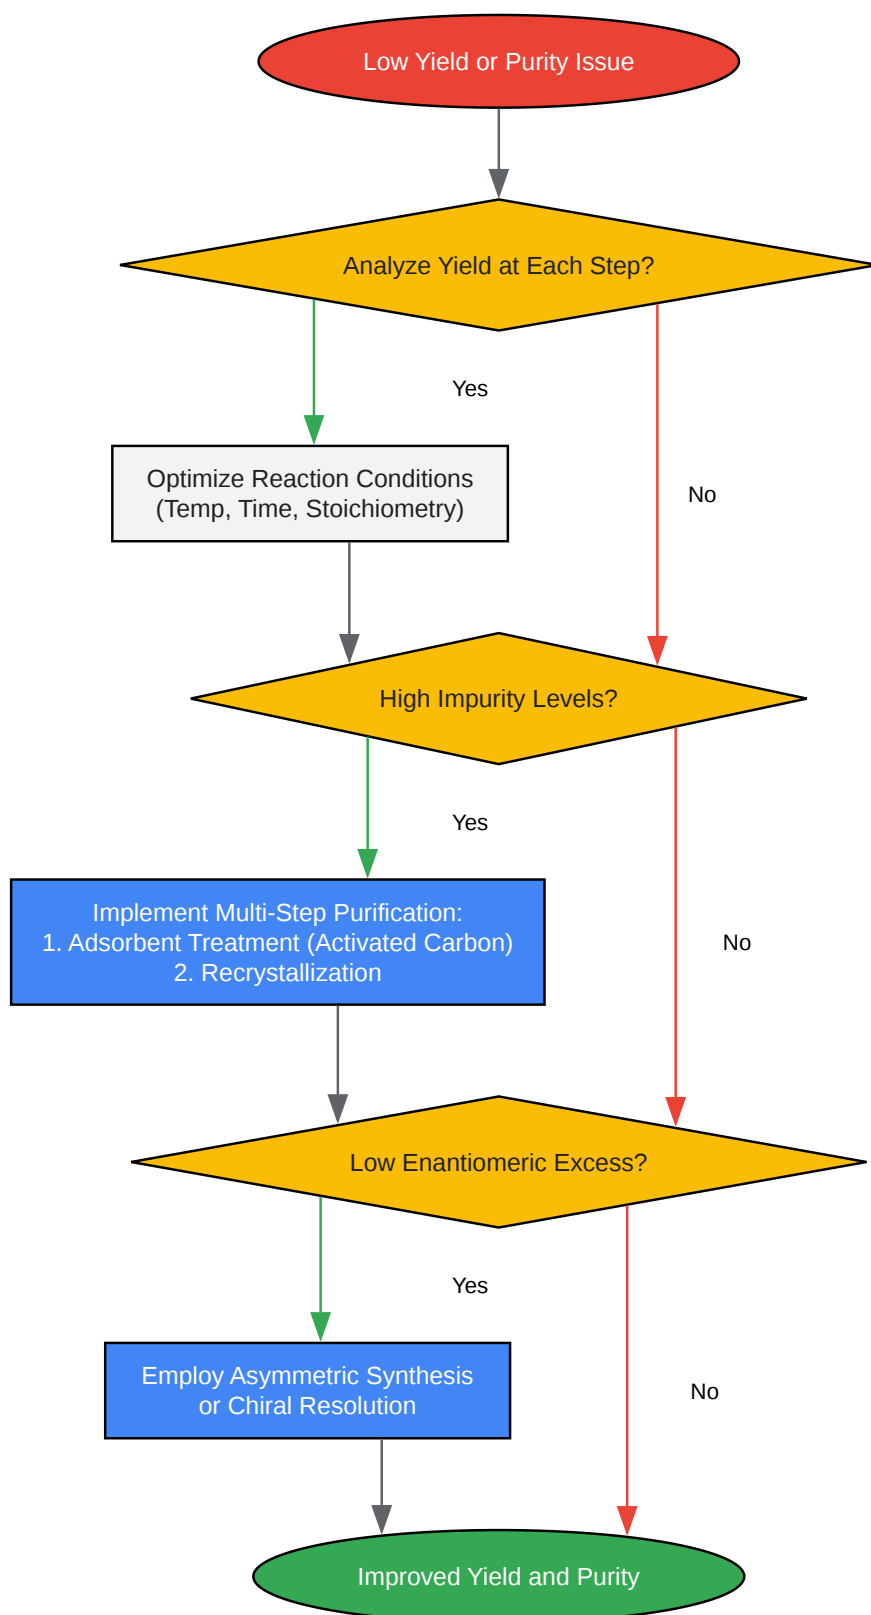 Low Yield or Purity Issue
Analyze Yield at Each Step?
Yes
Optimize Reaction Conditions
(Temp, Time, Stoichiometry)
No
High Impurity Levels?
Yes
Implement Multi-Step Purification:
1. Adsorbent Treatment (Activated Carbon)
2. Recrystallization
No
Low Enantiomeric Excess?
Yes
Employ Asymmetric Synthesis
or Chiral Resolution
No
Improved Yield and Purity